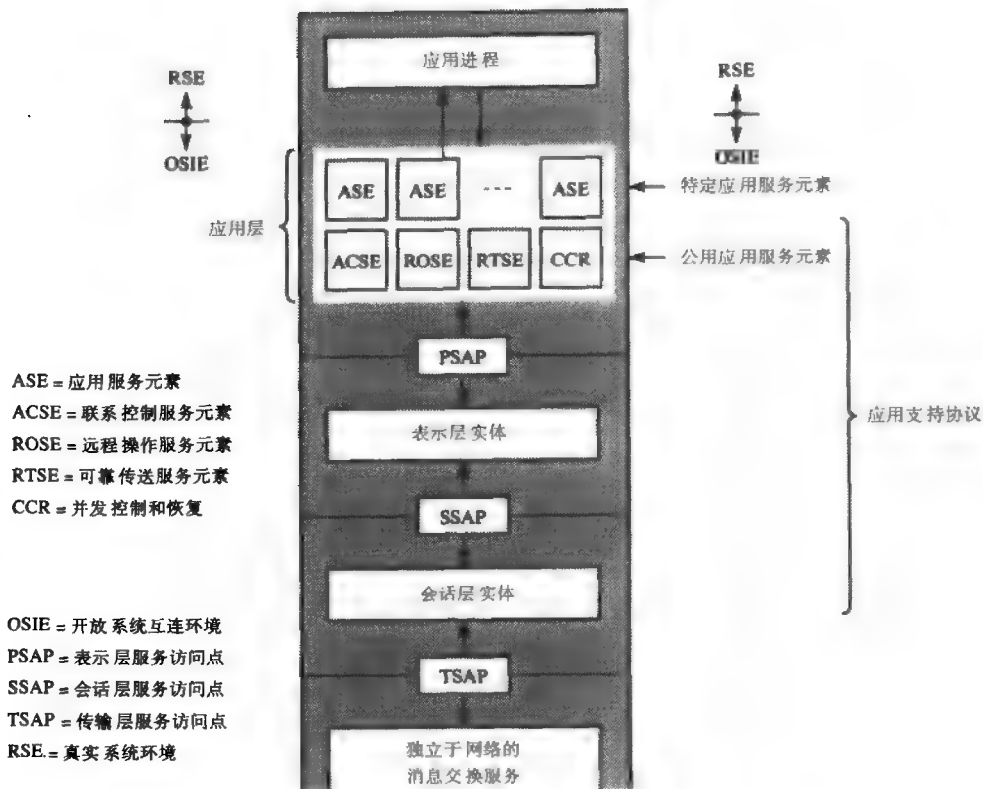 应用进程
RSE
OSIE
RSE
OSIE
ASE
ASE
---
ASE
特定应用服务元素
应用层
ACSE
ROSE
RTSE
CCR
公用应用服务元素
PSAP
ASE = 应用服务元素
ACSE = 联系控制服务元素
ROSE = 远程操作服务元素
RTSE = 可靠传送服务元素
CCR = 并发控制和恢复
表示层实体
应用支持协议
SSAP
会话层实体
OSIE = 开放系统互连环境
PSAP = 表示层服务访问点
SSAP = 会话层服务访问点
TSAP = 传输层服务访问点
RSE. = 真实系统环境
TSAP
独立于网络的
消息交换服务